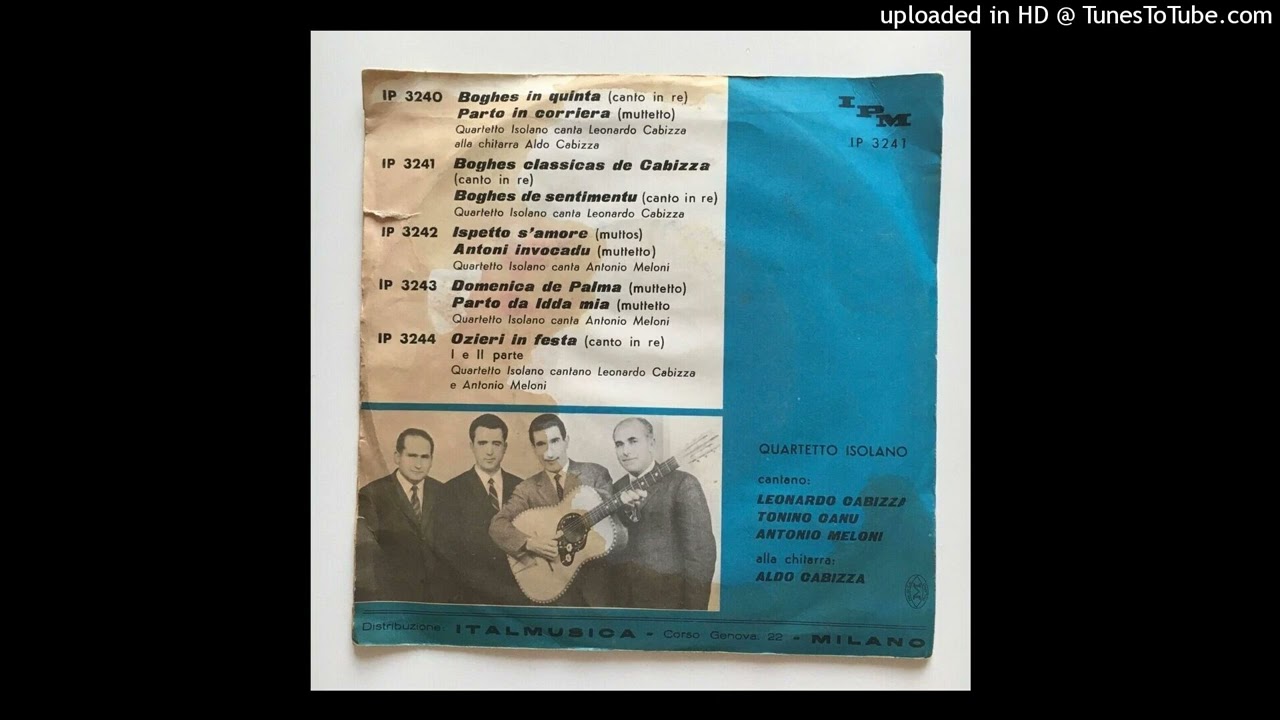 uploaded in HD @ TunesToTube.com
IP 3240 Boghes in quinta (canto in re)
Parto in corriera (muttetto)
Quartetto Isolano canta Leonardo Cabizza
alla chitarra Aldo Cabizza
IP 3241 Boghes classicas de Cabizza
(canto in re)
Boghes de sentimentu (canto in re)
Quartetto Isolano canta Leonardo Cabizza
IP 3242 Ispetto s'amore (muttos)
Antoni invocadu (muttetto)
Quartetto Isolano canta Antonio Meloni
IP 3243 Domenica de Palma (muttetto)
Parto da Idda mia (muttetto
Quartetto Isolano canta Antonio Meloni
IP 3244 Ozieri in festa (canto in re)
I e II parte
Quartetto Isolano cantano Leonardo Cabizza
e Antonio Meloni
IPM
IP 3241
QUARTETTO ISOLANO
cantano:
LEONARDO CABIZZA
TONINO CANU
ANTONIO MELONI
alla chitarra:
ALDO CABIZZA
Distribuzione: ITALMUSICA - Corso Genova, 22 - MILANO